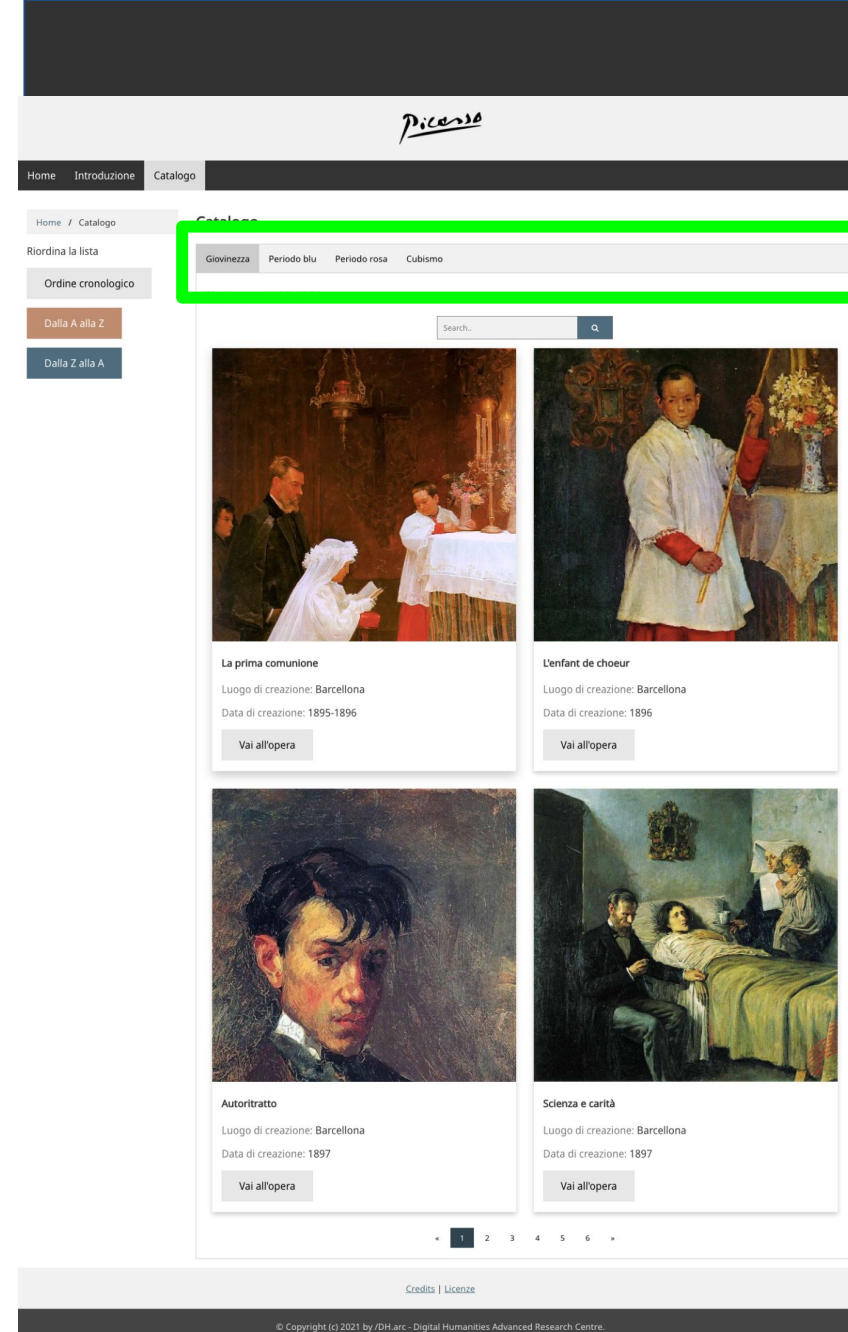 Picasso
Home Introduzione Catalogo
Home / Catalogo
Catalogo
Riordina la lista
Ordine cronologico
Dalla A alla Z
Dalla Z alla A
Giovinezza Periodo blu Periodo rosa Cubismo
Search..
La prima comunione
Luogo di creazione: Barcellona
Data di creazione: 1895-1896
Vai all'opera
L'enfant de choeur
Luogo di creazione: Barcellona
Data di creazione: 1896
Vai all'opera
Autoritratto
Luogo di creazione: Barcellona
Data di creazione: 1897
Vai all'opera
Scienza e carità
Luogo di creazione: Barcellona
Data di creazione: 1897
Vai all'opera
« 1 2 3 4 5 6 »
Credits | Licenze
© Copyright (c) 2021 by /DH.arc - Digital Humanities Advanced Research Centre.